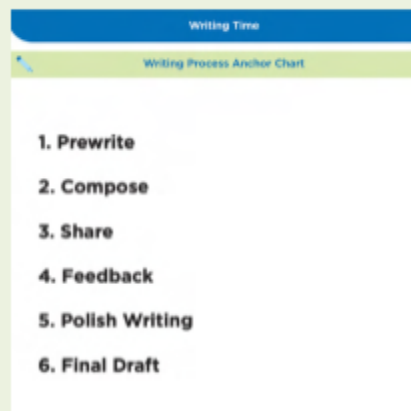 Writing Time
Writing Process Anchor Chart
1. Prewrite
2. Compose
3. Share
4. Feedback
5. Polish Writing
6. Final Draft